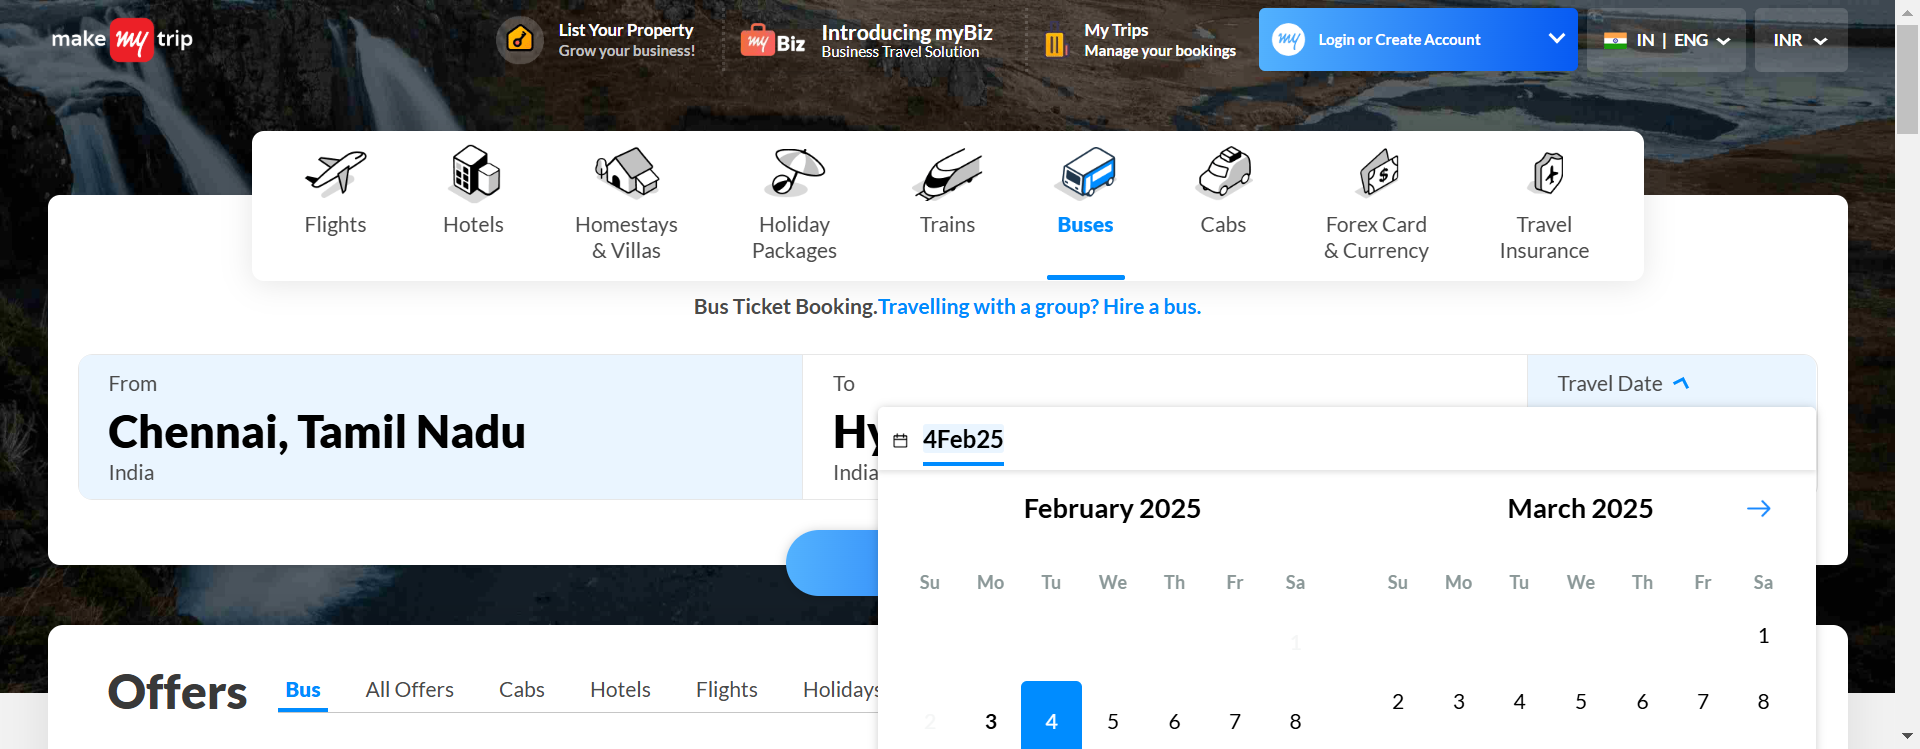 make my trip
List Your Property
Grow your business!
my Biz
Introducing myBiz
Business Travel Solution
My Trips
Manage your bookings
my
Login or Create Account
IN | ENG
INR
Flights
Hotels
Homestays
& Villas
Holiday
Packages
Trains
Buses
Cabs
Forex Card
& Currency
Travel
Insurance
Bus Ticket Booking.Travelling with a group? Hire a bus.
From
Chennai, Tamil Nadu
India
To
Hy
India
Travel Date
4Feb25
February 2025
Su Mo Tu We Th Fr Sa
1
2 3 4 5 6 7 8
March 2025
Su Mo Tu We Th Fr Sa
1
2 3 4 5 6 7 8
Offers
Bus
All Offers
Cabs
Hotels
Flights
Holidays